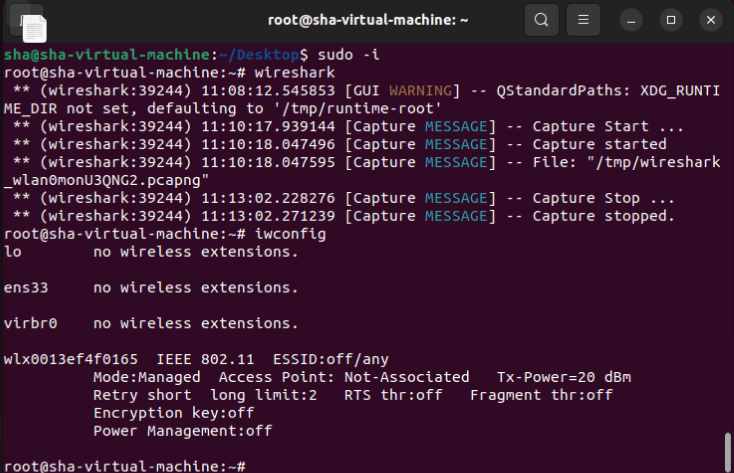 root@sha-virtual-machine: ~
sha@sha-virtual-machine:~/Desktop$ sudo -i
root@sha-virtual-machine:~# wireshark
 ** (wireshark:39244) 11:08:12.545853 [GUI WARNING] -- QStandardPaths: XDG_RUNTI
ME_DIR not set, defaulting to '/tmp/runtime-root'
 ** (wireshark:39244) 11:10:17.939144 [Capture MESSAGE] -- Capture Start ...
 ** (wireshark:39244) 11:10:18.047496 [Capture MESSAGE] -- Capture started
 ** (wireshark:39244) 11:10:18.047595 [Capture MESSAGE] -- File: "/tmp/wireshark
_wlan0monU3QNG2.pcapng"
 ** (wireshark:39244) 11:13:02.228276 [Capture MESSAGE] -- Capture Stop ...
 ** (wireshark:39244) 11:13:02.271239 [Capture MESSAGE] -- Capture stopped.
root@sha-virtual-machine:~# iwconfig
lo        no wireless extensions.
ens33     no wireless extensions.
virbr0    no wireless extensions.
wlx0013ef4f0165  IEEE 802.11  ESSID:off/any
          Mode:Managed  Access Point: Not-Associated   Tx-Power=20 dBm
          Retry short  long limit:2   RTS thr:off   Fragment thr:off
          Encryption key:off
          Power Management:off
root@sha-virtual-machine:~#